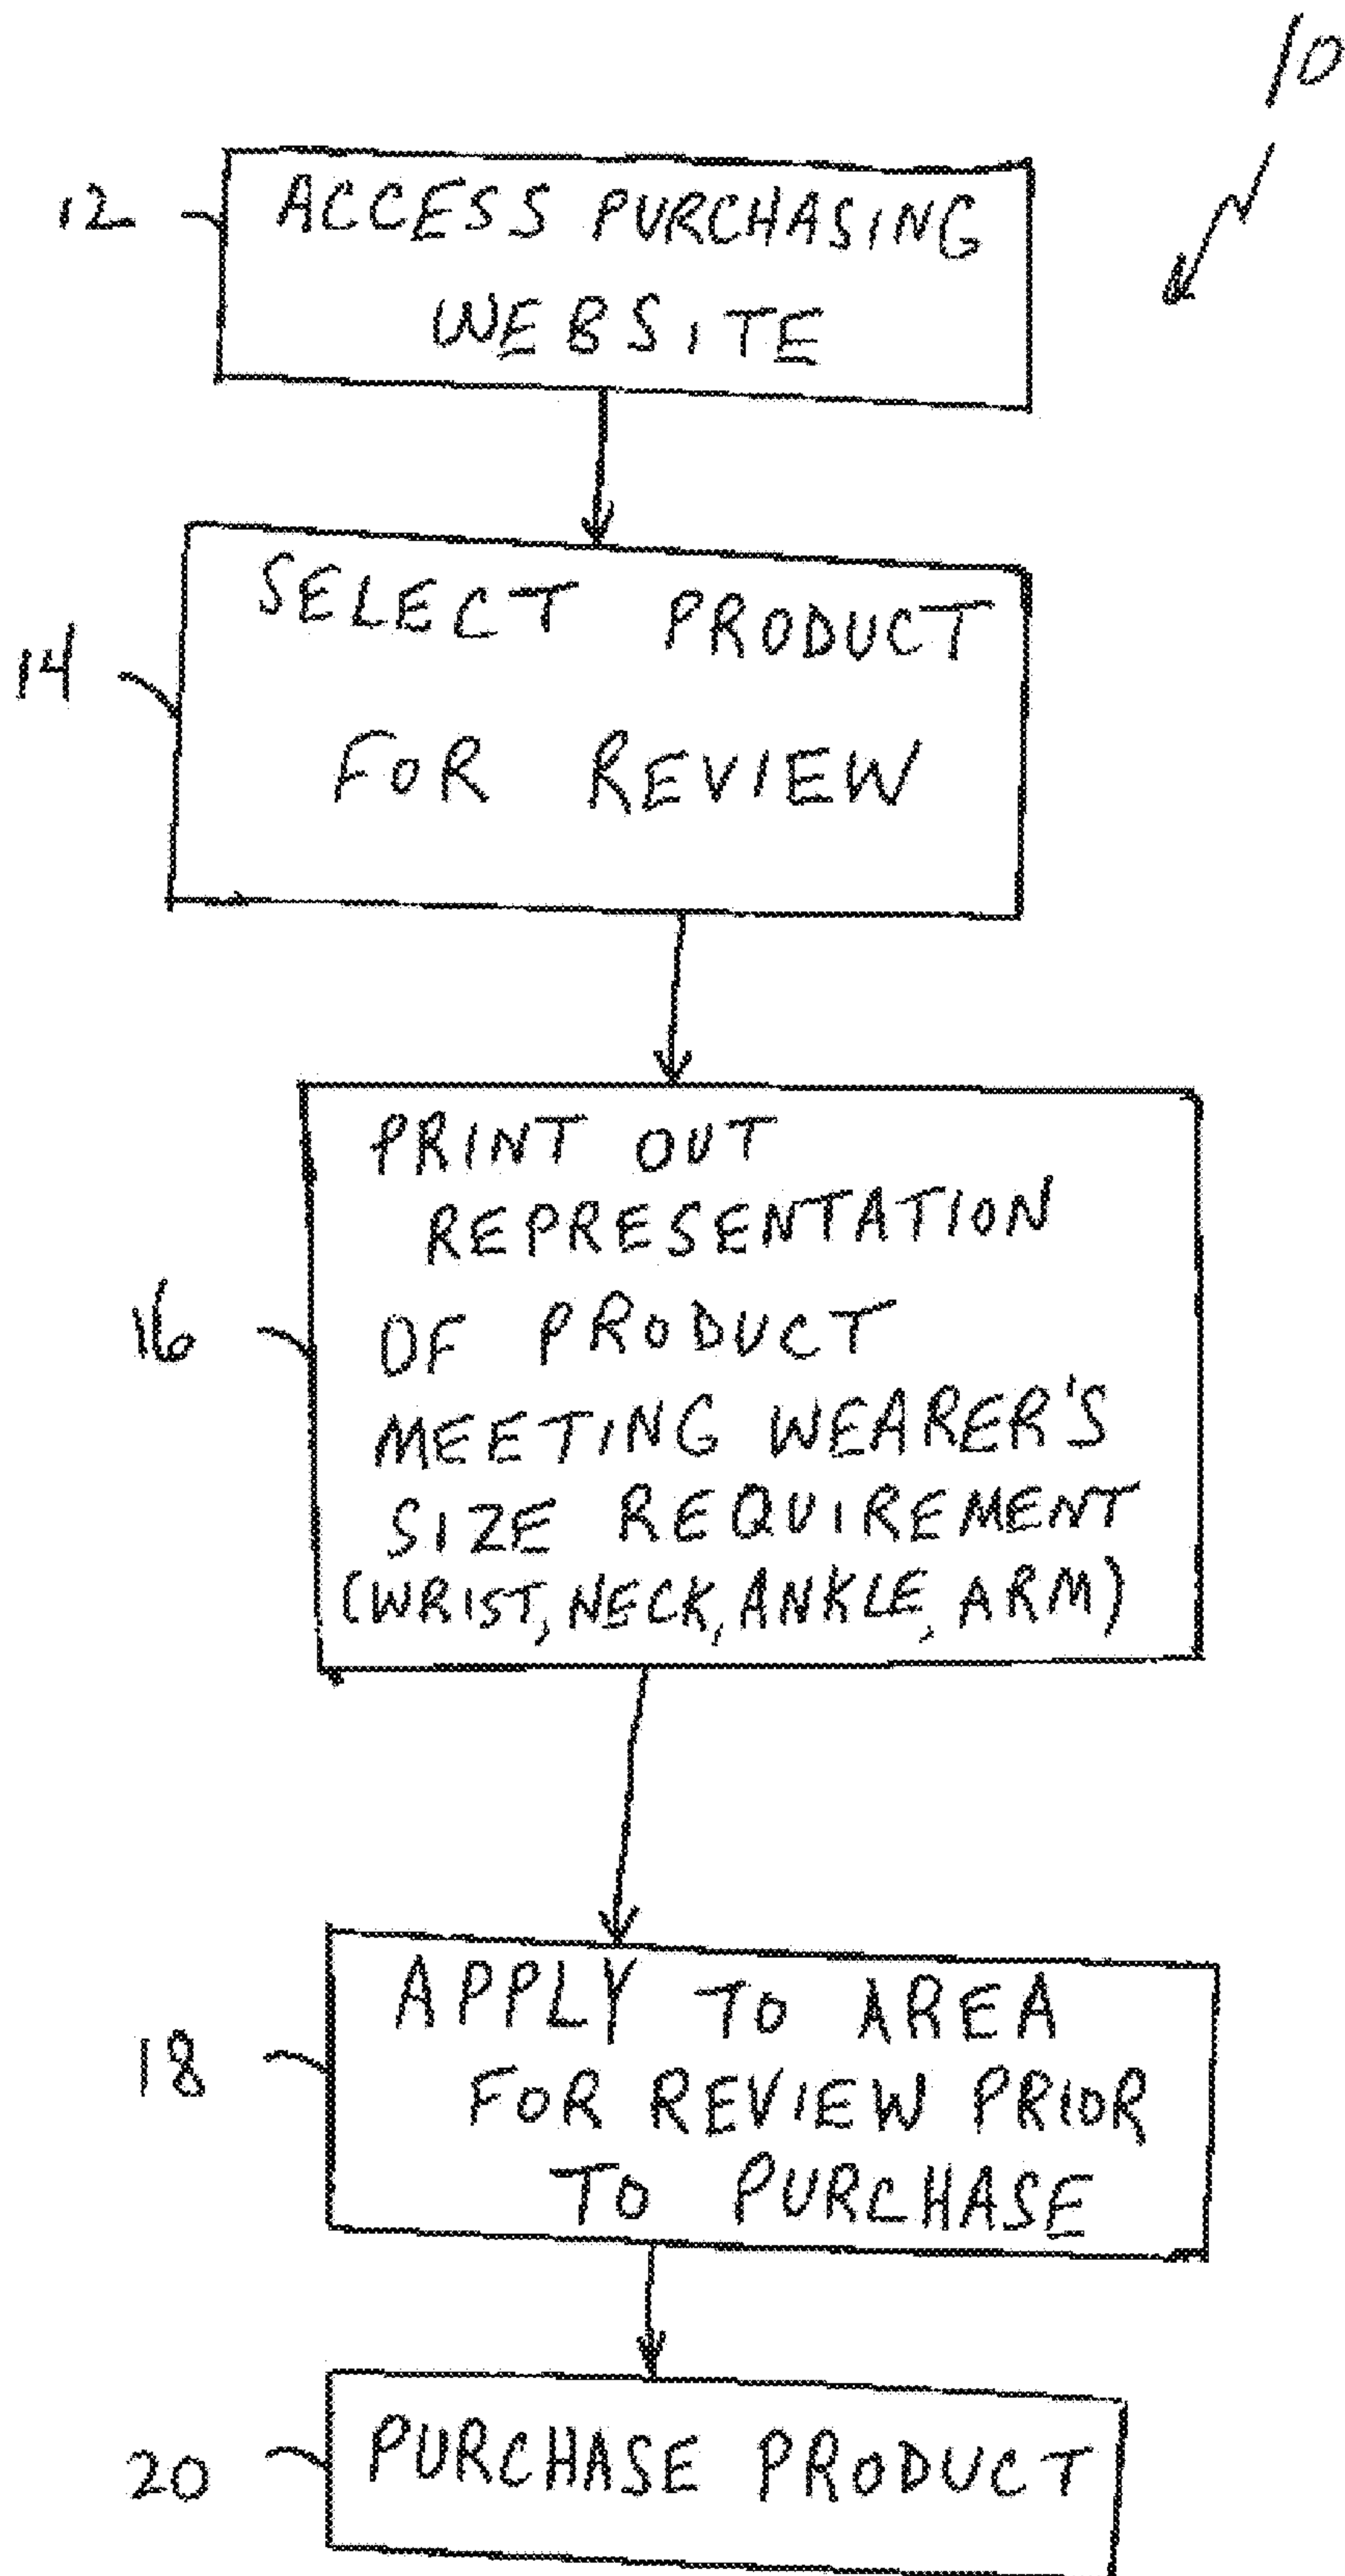 10
12
ACCESS PURCHASING
WEBSITE
14
SELECT PRODUCT
FOR REVIEW
16
PRINT OUT
REPRESENTATION
OF PRODUCT
MEETING WEARER'S
SIZE REQUIREMENT
(WRIST, NECK, ANKLE, ARM)
18
APPLY TO AREA
FOR REVIEW PRIOR
TO PURCHASE
20
PURCHASE PRODUCT